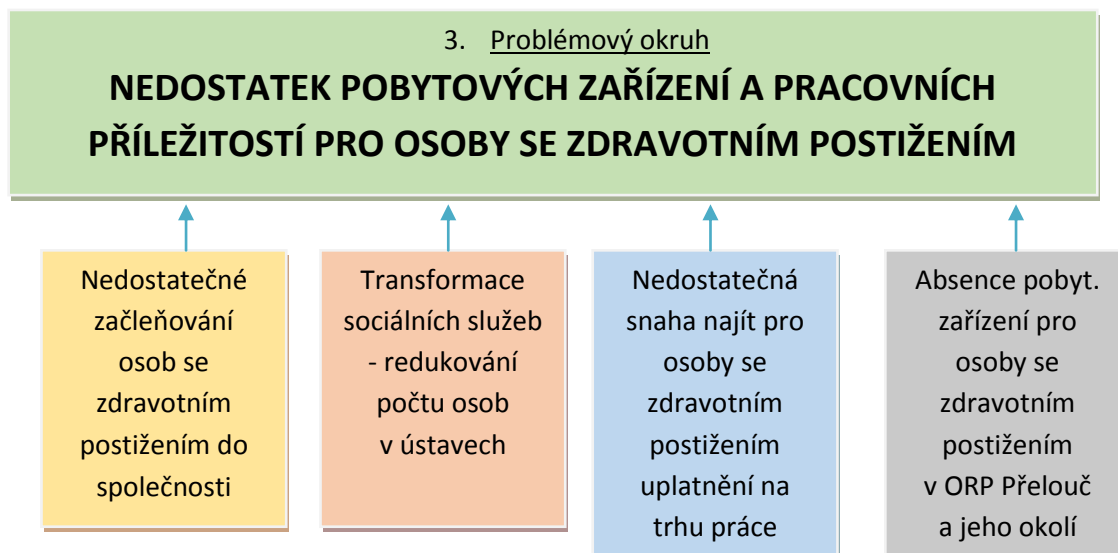 3. Problémový okruh
NEDOSTATEK POBYTOVÝCH ZAŘÍZENÍ A PRACOVNÍCH
PŘÍLEŽITOSTÍ PRO OSOBY SE ZDRAVOTNÍM POSTIŽENÍM
Nedostatečné
začleňování
osob se
zdravotním
postižením do
společnosti
Transformace
sociálních služeb
- redukování
počtu osob
v ústavech
Nedostatečná
snaha najít pro
osoby se
zdravotním
postižením
uplatnění na
trhu práce
Absence pobyt.
zařízení pro
osoby se
zdravotním
postižením
v ORP Přelouč
a jeho okolí